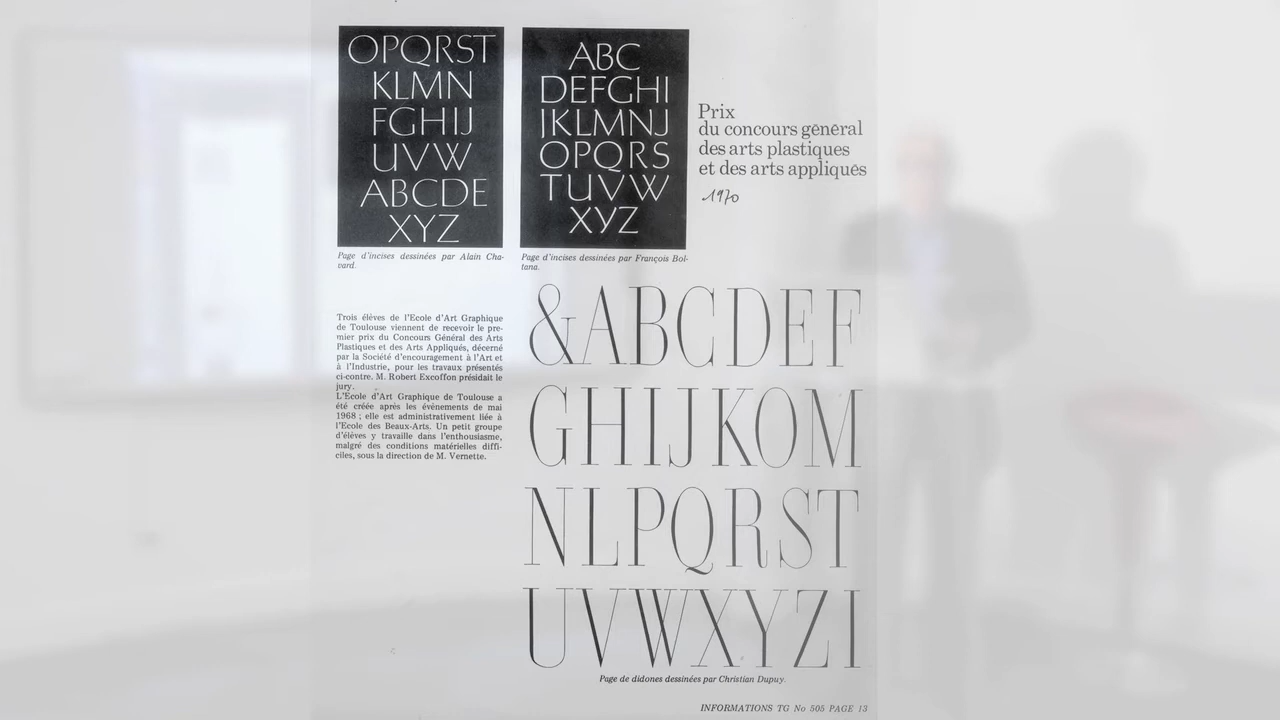 OPQRST
KLMN
FGHIJ
UVW
ABCDE
XYZ
Page d'incises dessinées par Alain Cha-
vard.
ABC
DEFGHI
JKLMNJ
OPQRS
TUVW
XYZ
Page d'incises dessinées par François Bol-
tana.
Prix
du concours général
des arts plastiques
et des arts appliqués
1970
Trois élèves de l'Ecole d'Art Graphique
de Toulouse viennent de recevoir le pre-
mier prix du Concours Général des Arts
Plastiques et des Arts Appliqués, décerné
par la Société d'encouragement à l'Art et
à l'Industrie, pour les travaux présentés
ci-contre. M. Robert Excoffon présidait le
jury.
L'Ecole d'Art Graphique de Toulouse a
été créée après les événements de mai
1968 ; elle est administrativement liée à
l'Ecole des Beaux-Arts. Un petit groupe
d'élèves y travaille dans l'enthousiasme,
malgré des conditions matérielles diffi-
ciles, sous la direction de M. Vernette.
&ABCDEF
GHIJKOM
NLPQRST
UVWXYZI
Page de didones dessinées par Christian Dupuy.
INFORMATIONS TG No 505 PAGE 13